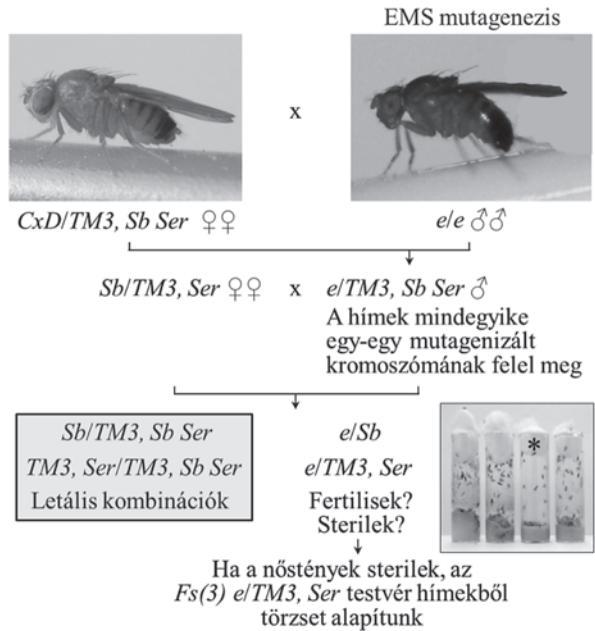 EMS mutagenezis
x
CxD/TM3, Sb Ser ♀♀
e/e ♂♂
Sb/TM3, Ser ♀♀ x e/TM3, Sb Ser ♂
A hímek mindegyike
egy-egy mutagenizált
kromoszómának felel meg
Sb/TM3, Sb Ser
TM3, Ser/TM3, Sb Ser
Letális kombinációk
e/Sb
e/TM3, Ser
Fertilisek?
Sterilek?
*
Ha a nőstények sterilek, az
Fs(3) e/TM3, Ser testvér hímekből
törzset alapítunk